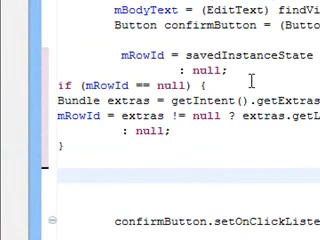 mBodyText = (EditText) findVi
Button confirmButton = (Button
mRowId = savedInstanceState
: null;
if (mRowId == null) {
Bundle extras = getIntent().getExtras
mRowId = extras != null ? extras.getL
: null;
}
confirmButton.setOnClickListe